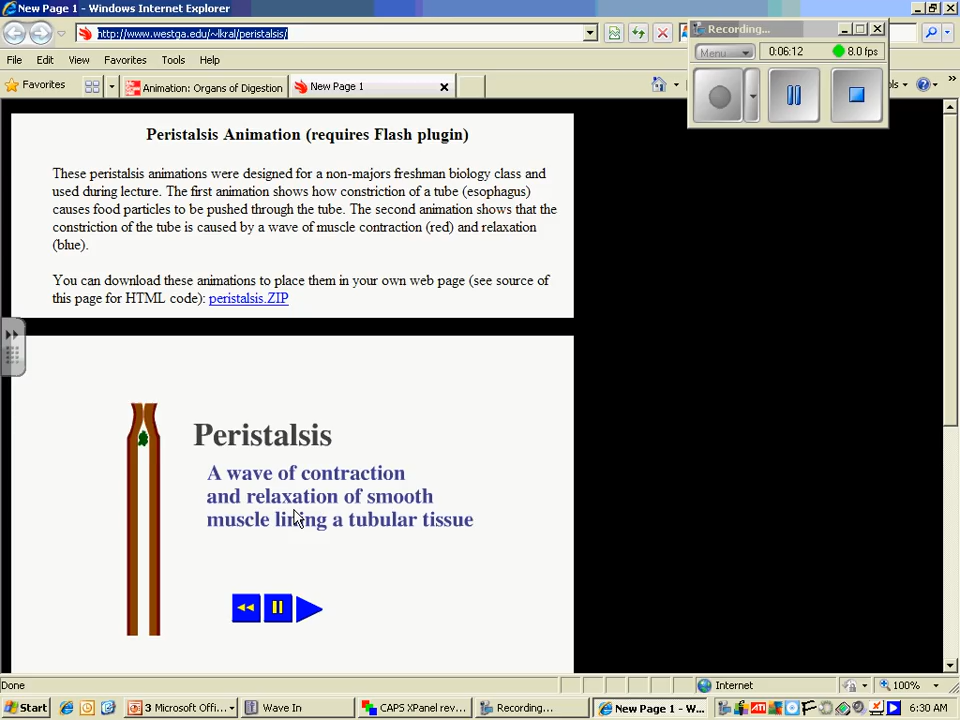 New Page 1 - Windows Internet Explorer
http://www.westga.edu/~lkral/peristalsis/
Recording...
Menu
0:06:12
8.0 fps
File Edit View Favorites Tools Help
Favorites
Animation: Organs of Digestion
New Page 1
Peristalsis Animation (requires Flash plugin)
These peristalsis animations were designed for a non-majors freshman biology class and
used during lecture. The first animation shows how constriction of a tube (esophagus)
causes food particles to be pushed through the tube. The second animation shows that the
constriction of the tube is caused by a wave of muscle contraction (red) and relaxation
(blue).
You can download these animations to place them in your own web page (see source of
this page for HTML code): peristalsis.ZIP
Peristalsis
A wave of contraction
and relaxation of smooth
muscle lining a tubular tissue
Done
Internet
100%
Start
3 Microsoft Offi...
Wave In
CAPS XPanel rev...
Recording...
New Page 1 - W...
6:30 AM